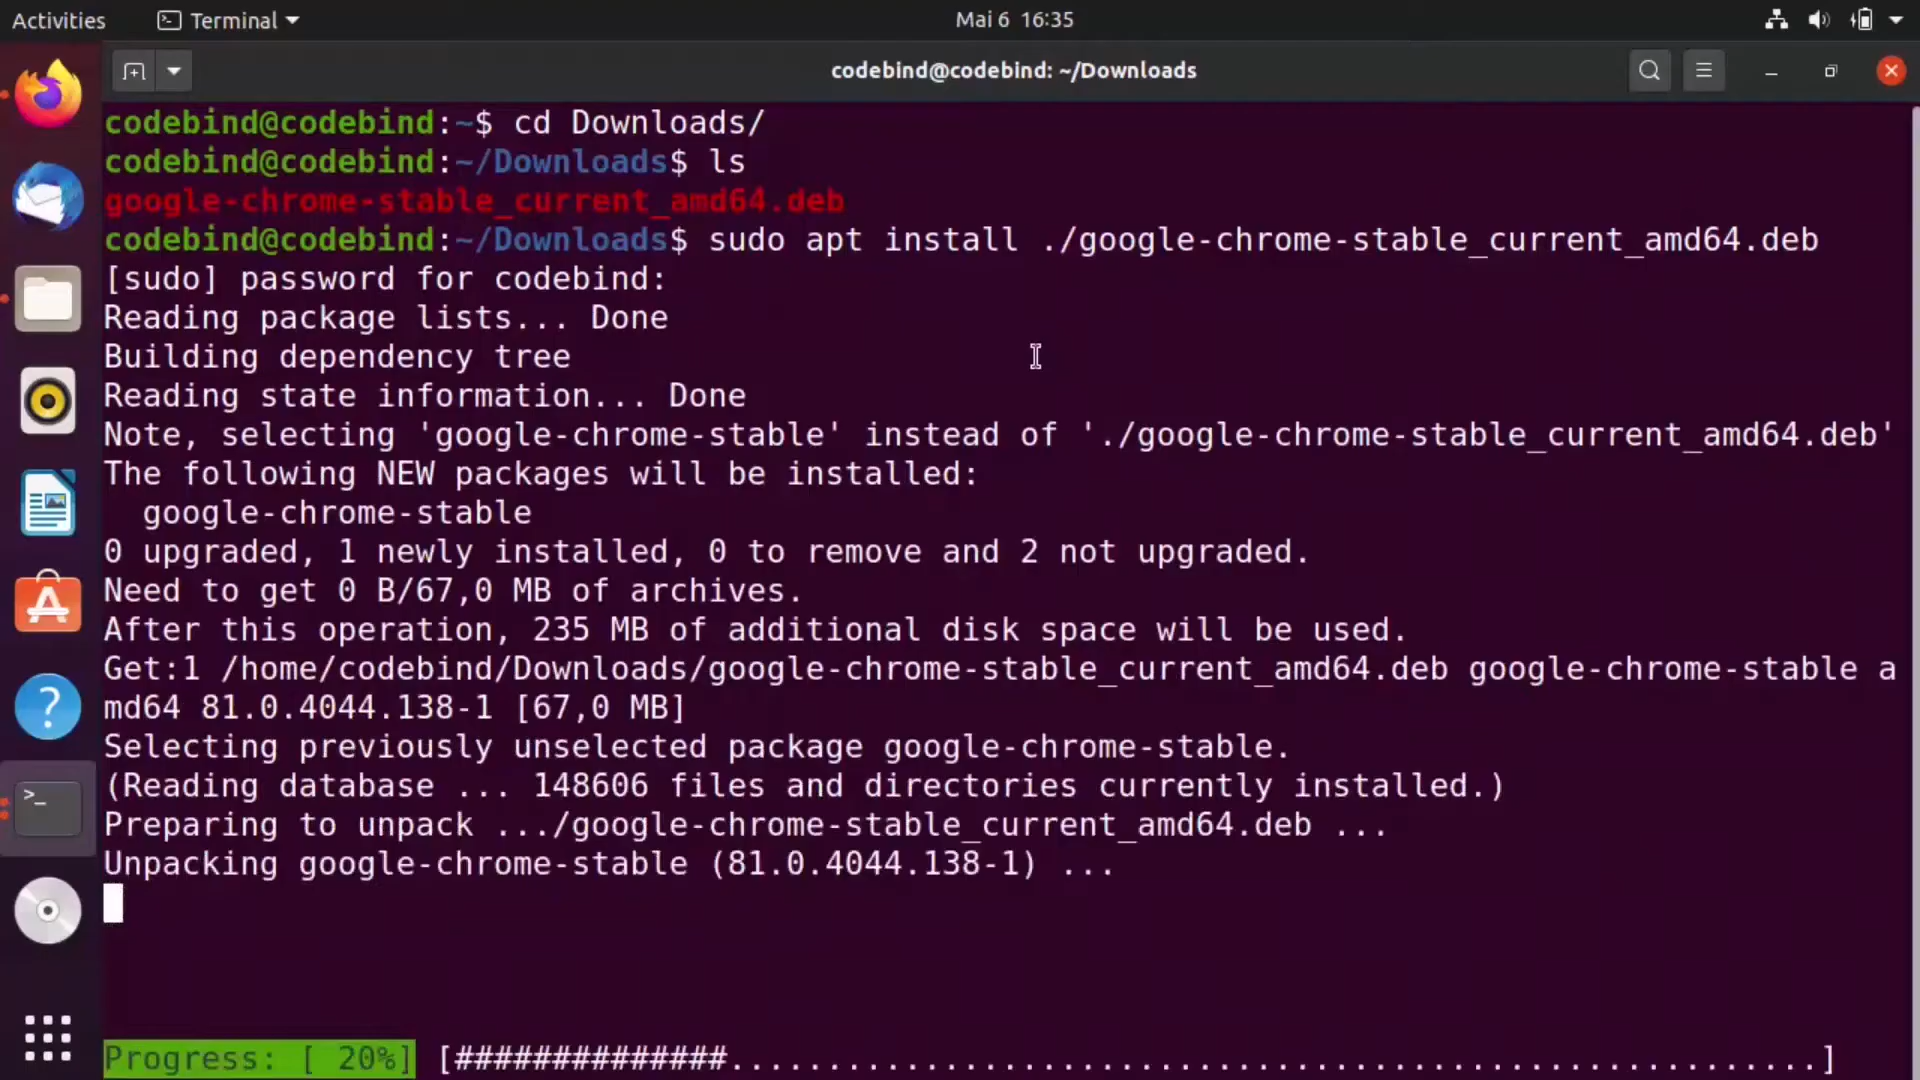 Activities Terminal Mai 6 16:35
codebind@codebind: ~/Downloads
codebind@codebind:~$ cd Downloads/
codebind@codebind:~/Downloads$ ls
google-chrome-stable_current_amd64.deb
codebind@codebind:~/Downloads$ sudo apt install ./google-chrome-stable_current_amd64.deb
[sudo] password for codebind:
Reading package lists... Done
Building dependency tree
Reading state information... Done
Note, selecting 'google-chrome-stable' instead of './google-chrome-stable_current_amd64.deb'
The following NEW packages will be installed:
  google-chrome-stable
0 upgraded, 1 newly installed, 0 to remove and 2 not upgraded.
Need to get 0 B/67,0 MB of archives.
After this operation, 235 MB of additional disk space will be used.
Get:1 /home/codebind/Downloads/google-chrome-stable_current_amd64.deb google-chrome-stable a
md64 81.0.4044.138-1 [67,0 MB]
Selecting previously unselected package google-chrome-stable.
(Reading database ... 148606 files and directories currently installed.)
Preparing to unpack .../google-chrome-stable_current_amd64.deb ...
Unpacking google-chrome-stable (81.0.4044.138-1) ...
Progress: [ 20%] [##############........................................................]